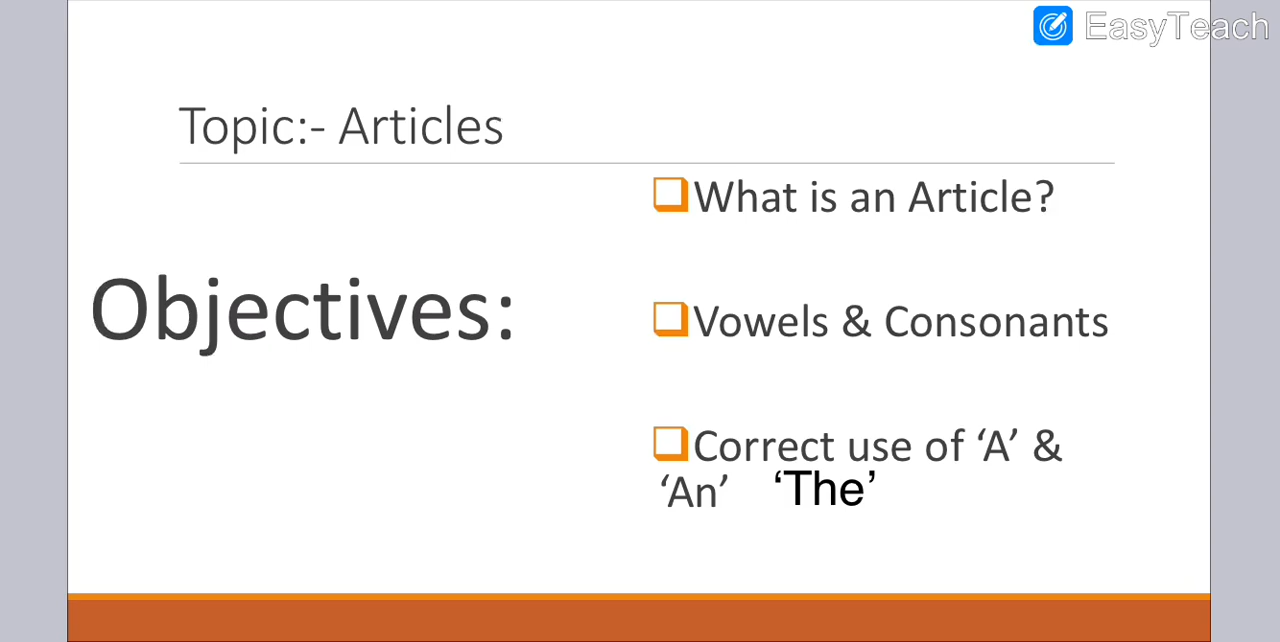 EasyTeach
Topic:- Articles
Objectives:
What is an Article?
Vowels & Consonants
Correct use of ‘A’ &
‘An’ ‘The’